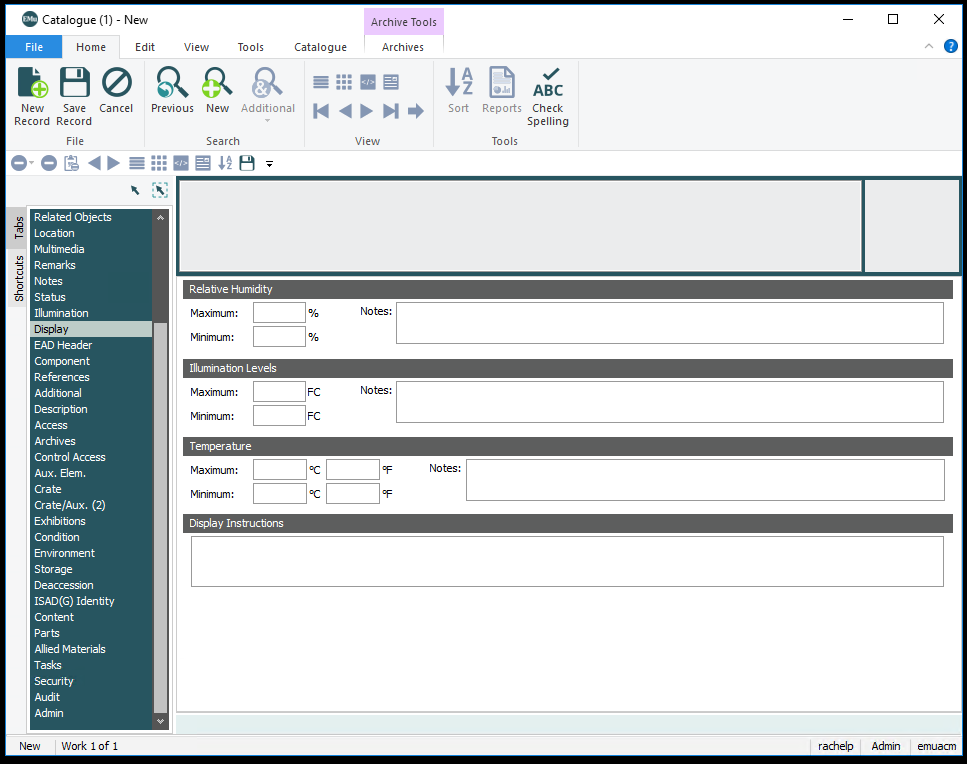 EMu Catalogue (1) - New
Archive Tools
File Home Edit View Tools Catalogue Archives ?
New Record Save Record Cancel Previous New Additional Sort Reports Check Spelling
File Search View Tools
Tabs
Shortcuts
Related Objects
Location
Multimedia
Remarks
Notes
Status
Illumination
Display
EAD Header
Component
References
Additional
Description
Access
Archives
Control Access
Aux. Elem.
Crate
Crate/Aux. (2)
Exhibitions
Condition
Environment
Storage
Deaccession
ISAD(G) Identity
Content
Parts
Allied Materials
Tasks
Security
Audit
Admin
Relative Humidity
Maximum: % Notes:
Minimum: %
Illumination Levels
Maximum: FC Notes:
Minimum: FC
Temperature
Maximum: ºC ºF Notes:
Minimum: ºC ºF
Display Instructions
New Work 1 of 1 rachelp Admin emuacm